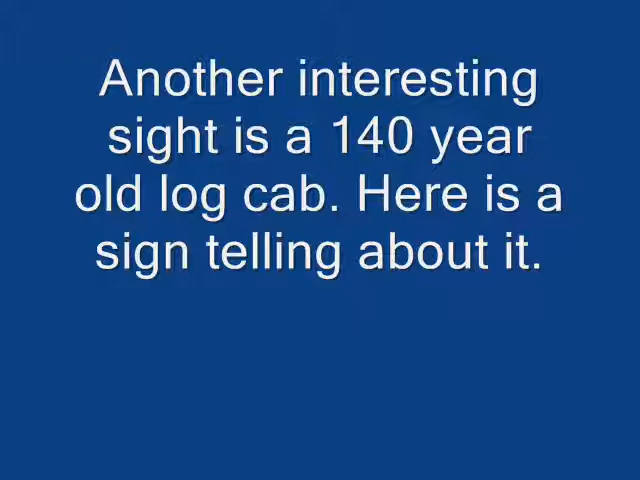 Another interesting
sight is a 140 year
old log cab. Here is a
sign telling about it.